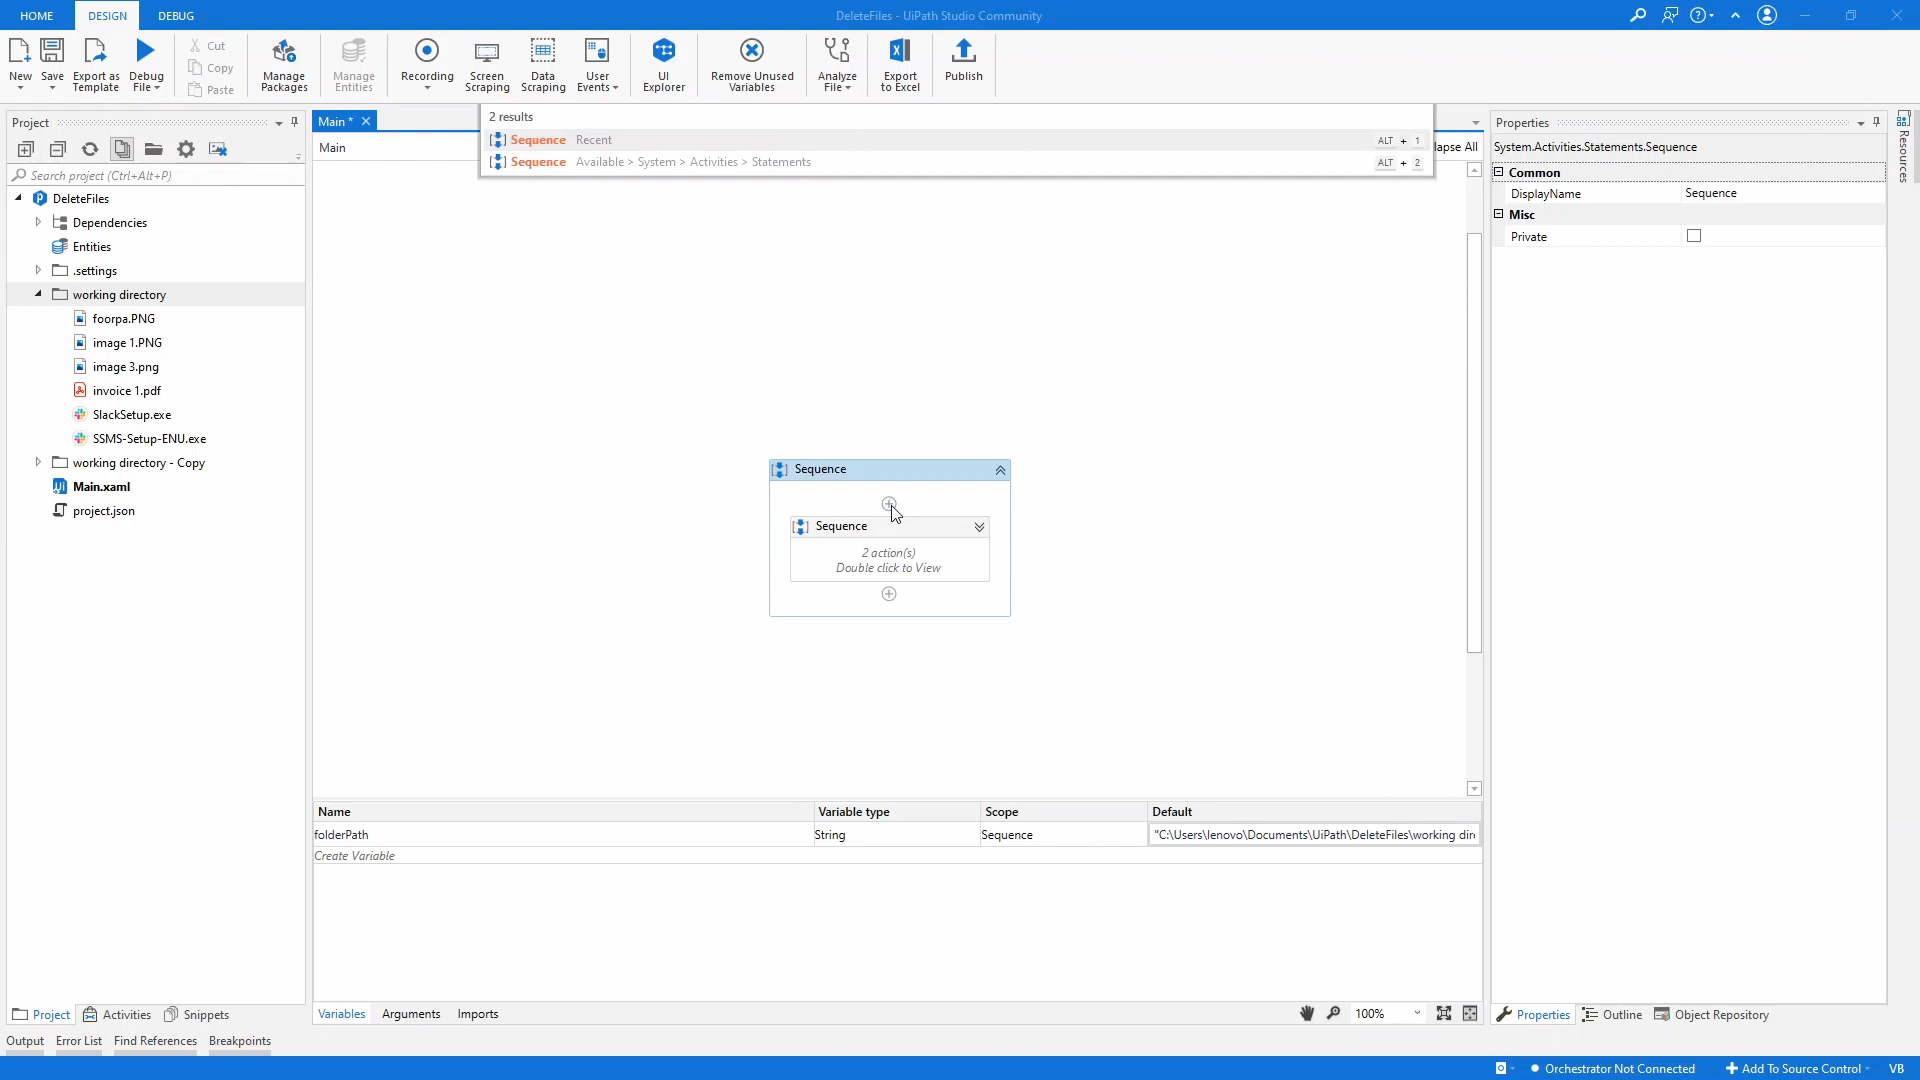 HOME
DESIGN
DEBUG
DeleteFiles - UiPath Studio Community
New
Save
Export as
Template
Debug
File
Cut
Copy
Paste
Manage
Packages
Manage
Entities
Recording
Screen
Scraping
Data
Scraping
User
Events
UI
Explorer
Remove Unused
Variables
Analyze
File
Export
to Excel
Publish
Project
Search project (Ctrl+Alt+P)
DeleteFiles
Dependencies
Entities
.settings
working directory
foorpa.PNG
image 1.PNG
image 3.png
invoice 1.pdf
SlackSetup.exe
SSMS-Setup-ENU.exe
working directory - Copy
Main.xaml
project.json
Main *
Main
lapse All
2 results
Sequence Recent ALT + 1
Sequence Available > System > Activities > Statements ALT + 2
Sequence
Sequence
2 action(s)
Double click to View
Name Variable type Scope Default
folderPath String Sequence "C:\Users\lenovo\Documents\UiPath\DeleteFiles\working dir
Create Variable
Variables Arguments Imports 100%
Properties
System.Activities.Statements.Sequence
Common
DisplayName Sequence
Misc
Private
Resources
Project Activities Snippets
Properties Outline Object Repository
Output Error List Find References Breakpoints
Orchestrator Not Connected Add To Source Control VB